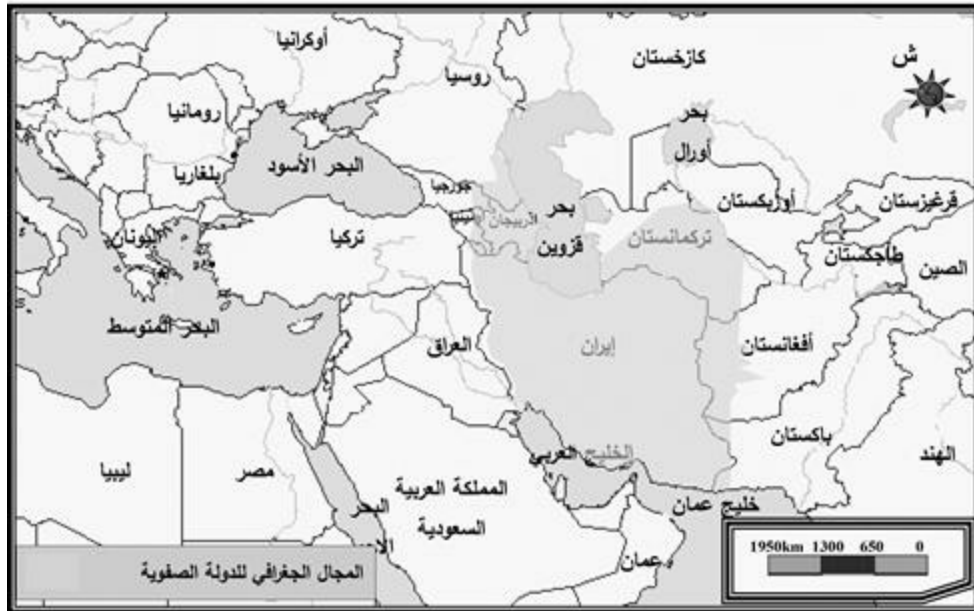 أوكرانيا
كازخستان
روسيا
ش
رومانيا
بحر
أورال
البحر الأسود
بلغاريا
جورجيا
أوزبكستان
قرغيزستان
بحر
قزوين
تركمانستان
اليونان
تركيا
طاجكستان
الصين
البحر المتوسط
العراق
إيران
أفغانستان
باكستان
الهند
الخليج العربي
ليبيا
مصر
المملكة العربية
السعودية
البحر
خليج عمان
عمان
1950km 1300 650 0
المجال الجغرافي للدولة الصفوية